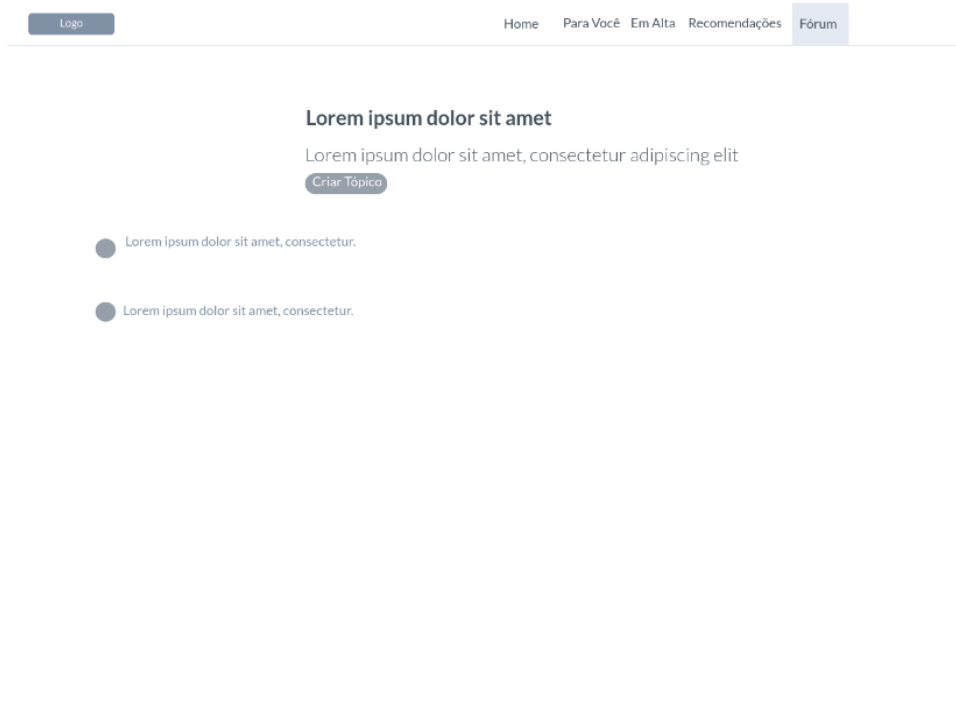 Logo
Home Para Você Em Alta Recomendações Fórum
Lorem ipsum dolor sit amet
Lorem ipsum dolor sit amet, consectetur adipiscing elit
Criar Tópico
Lorem ipsum dolor sit amet, consectetur.
Lorem ipsum dolor sit amet, consectetur.